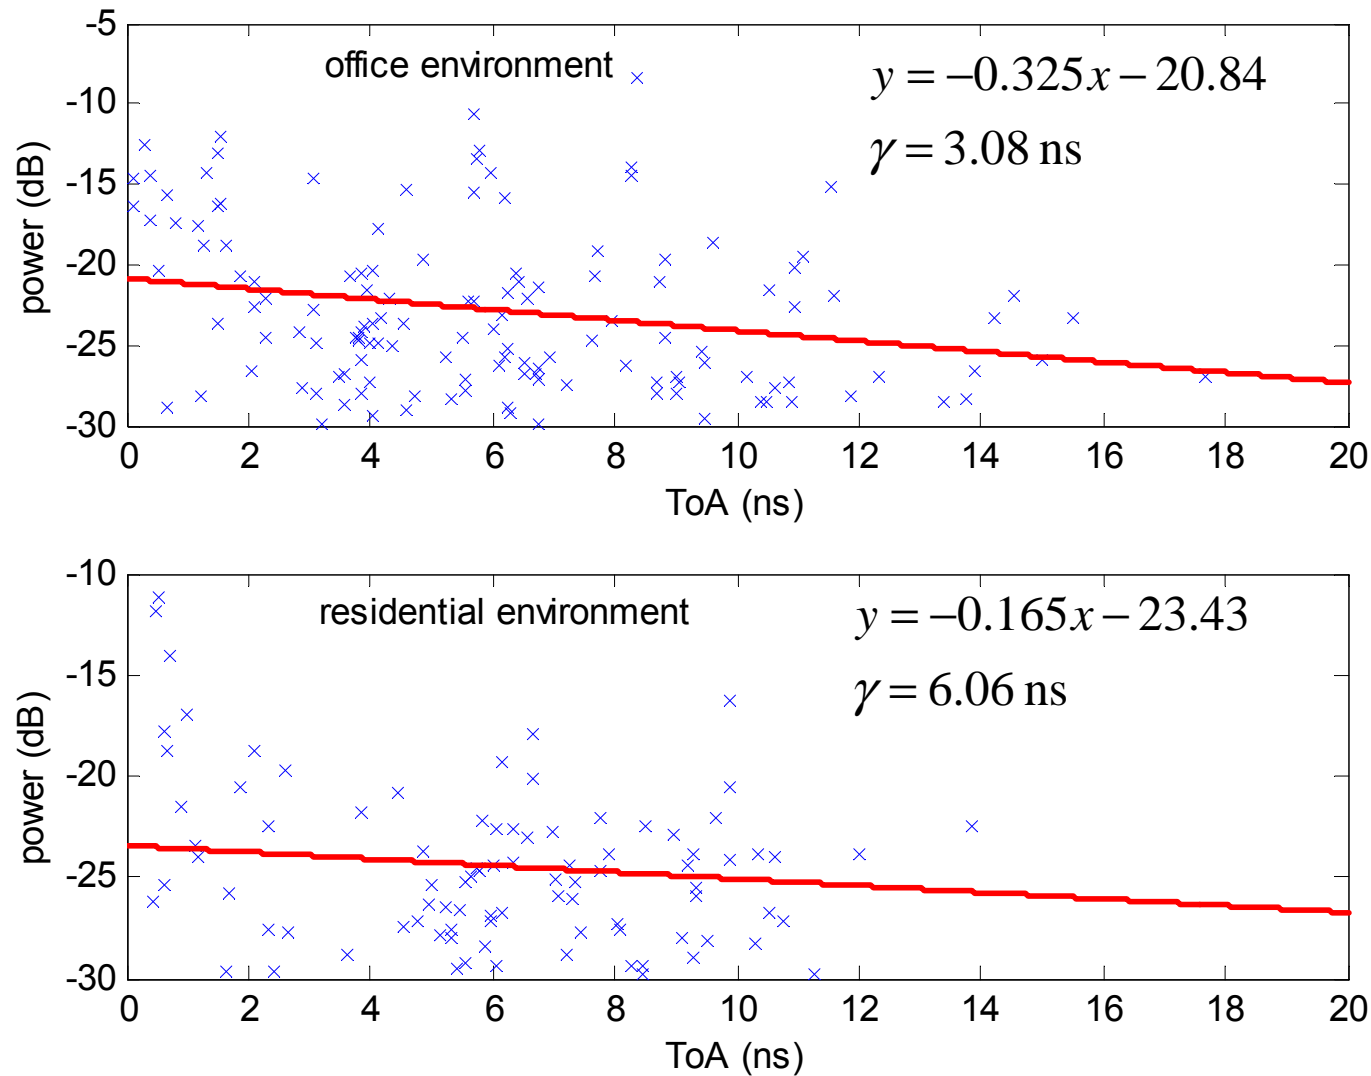 office environment
y = −0.325x − 20.84
γ = 3.08 ns
power (dB)
-5
-10
-15
-20
-25
-30
0 2 4 6 8 10 12 14 16 18 20
ToA (ns)
residential environment
y = −0.165x − 23.43
γ = 6.06 ns
power (dB)
-10
-15
-20
-25
-30
0 2 4 6 8 10 12 14 16 18 20
ToA (ns)